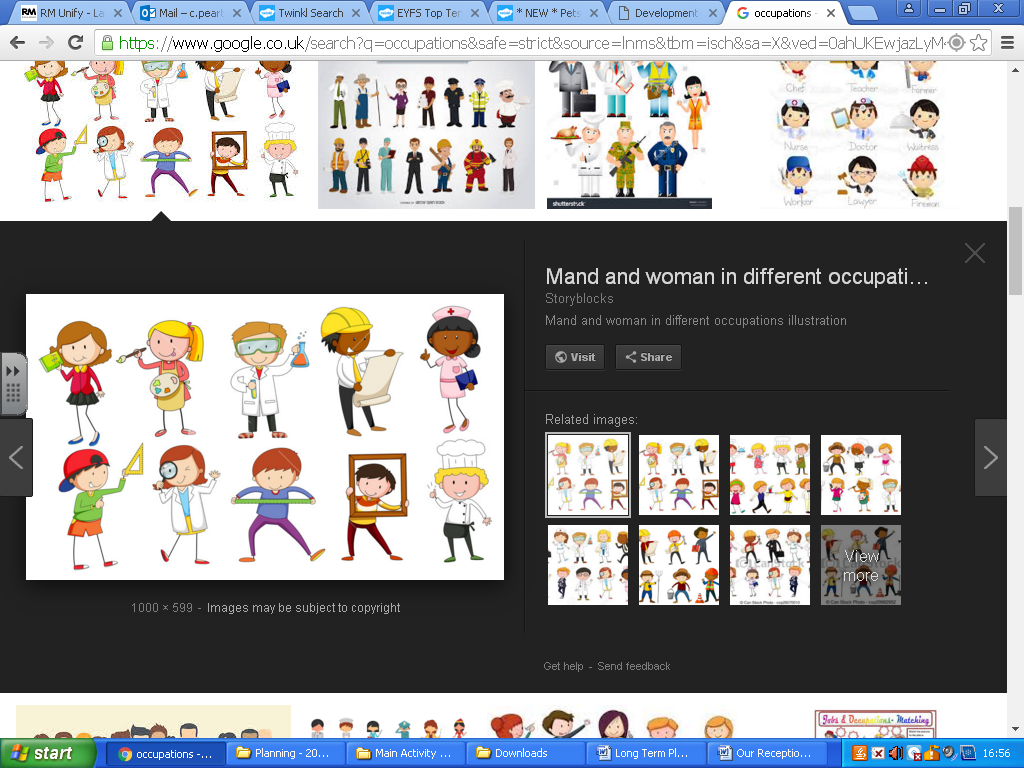 RM Unify - La
Mail – c.peart
Twinkl Search
EYFS Top Ter
* NEW * Pets
Development
occupations -
https://www.google.co.uk/search?q=occupations&safe=strict&source=lnms&tbm=isch&sa=X&ved=0ahUKEwjazLyM
Chef Teacher Farmer
Nurse Doctor Waitress
Worker Lawyer Fireman
shutterstock
Mand and woman in different occupati...
Storyblocks
Mand and woman in different occupations illustration
Visit Share
Related images:
View
more
1000 × 599 - Images may be subject to copyright
Get help - Send feedback
Jobs & Occupations- Matching
start
occupations -...
Planning - 20...
Main Activity ...
Downloads
Long Term Pl...
Our Receptio...
16:56